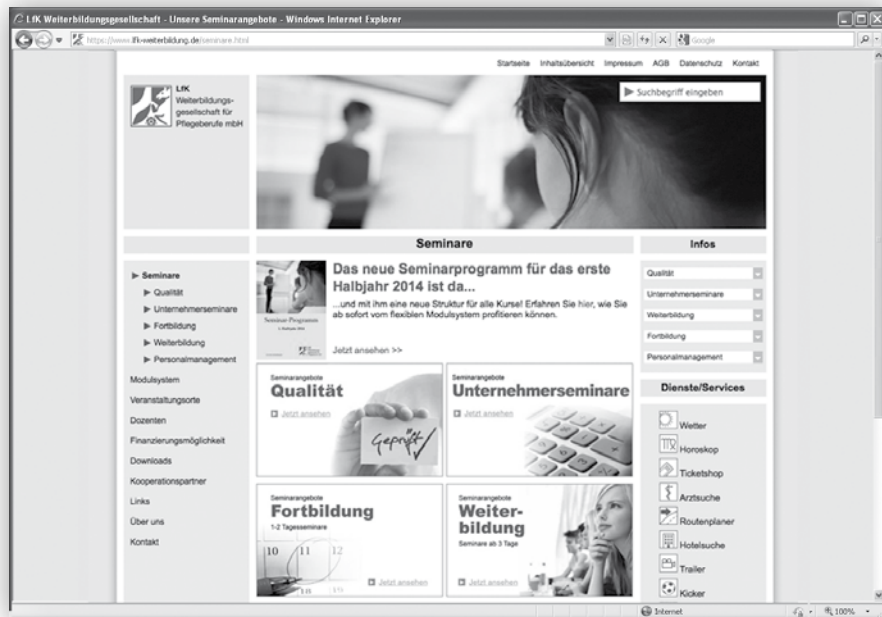 LfK Weiterbildungsgesellschaft - Unsere Seminarangebote - Windows Internet Explorer
https://www.lfk-weiterbildung.de/seminare.html
Google
Startseite Inhaltsübersicht Impressum AGB Datenschutz Kontakt
LfK
Weiterbildungs-
gesellschaft für
Pflegeberufe mbH
Suchbegriff eingeben
Seminare
Infos
Seminare
Qualität
Unternehmerseminare
Fortbildung
Weiterbildung
Personalmanagement
Modulsystem
Veranstaltungsorte
Dozenten
Finanzierungsmöglichkeit
Downloads
Kooperationspartner
Links
Über uns
Kontakt
Seminar-Programm
Das neue Seminarprogramm für das erste
Halbjahr 2014 ist da...
...und mit ihm eine neue Struktur für alle Kurse! Erfahren Sie hier, wie Sie
ab sofort vom flexiblen Modulsystem profitieren können.
Jetzt ansehen >>
Seminarangebote
Qualität
Jetzt ansehen
Geprüft
Seminarangebote
Unternehmerseminare
Jetzt ansehen
Seminarangebote
Fortbildung
1-2 Tagesseminare
10 11 12
18
Jetzt ansehen
Seminarangebote
Weiter-
bildung
Seminare ab 3 Tage
Jetzt ansehen
Qualität
Unternehmerseminare
Weiterbildung
Fortbildung
Personalmanagement
Dienste/Services
Wetter
Horoskop
Ticketshop
Arztsuche
Routenplaner
Hotelsuche
Trailer
Kicker
Internet
100%